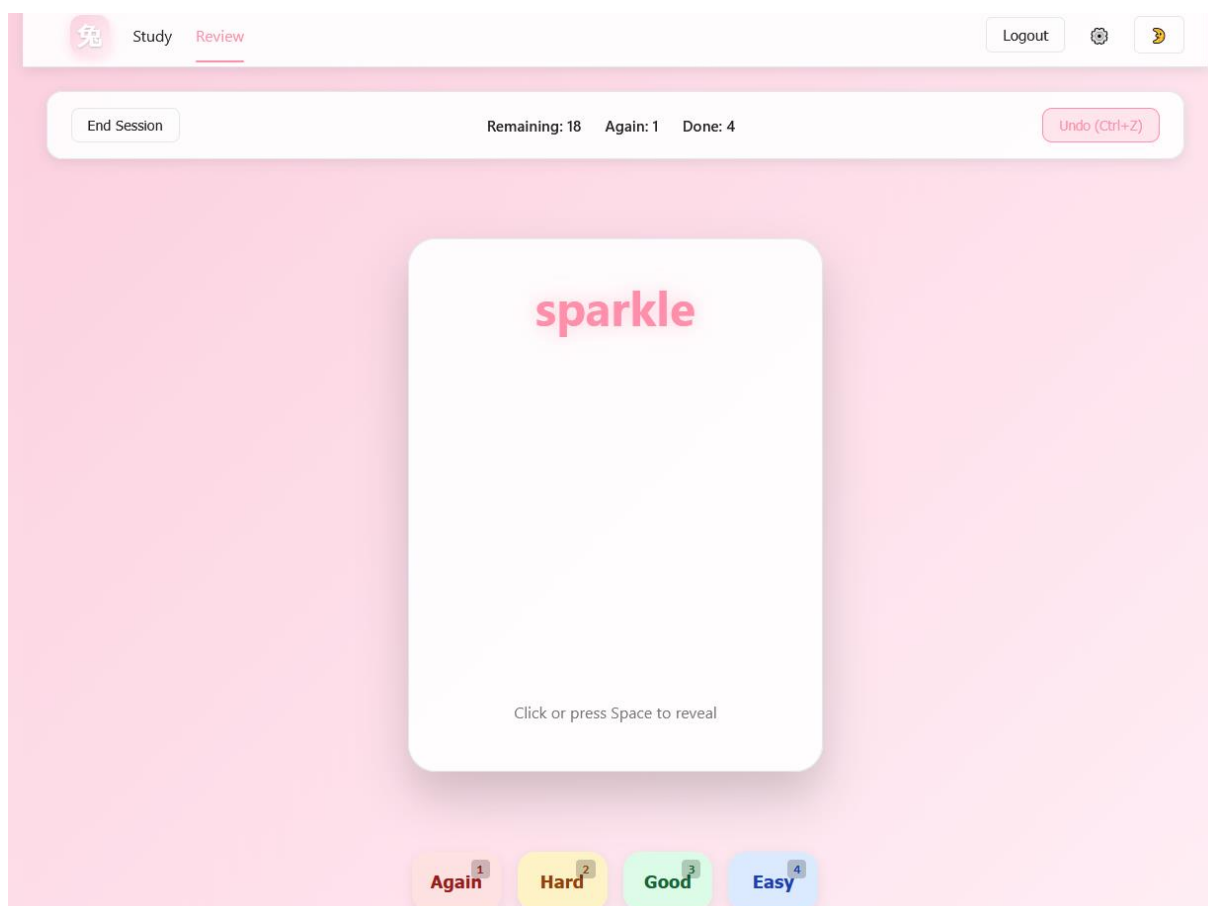 兔 Study Review Logout
End Session Remaining: 18 Again: 1 Done: 4 Undo (Ctrl+Z)
sparkle
Click or press Space to reveal
Again 1 Hard 2 Good 3 Easy 4